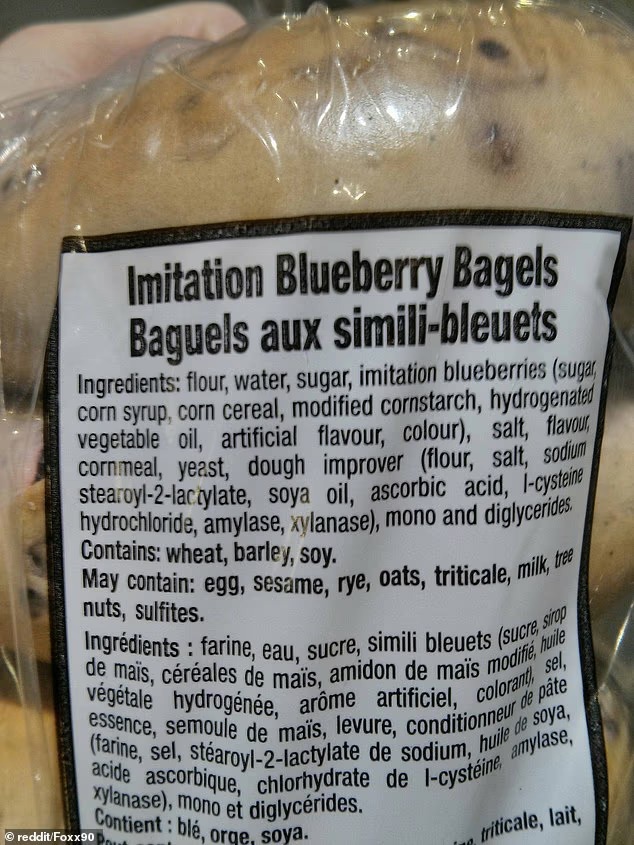 Imitation Blueberry Bagels
Baguels aux simili-bleuets
Ingredients: flour, water, sugar, imitation blueberries (sugar,
corn syrup, corn cereal, modified cornstarch, hydrogenated
vegetable oil, artificial flavour, colour), salt, flavour,
cornmeal, yeast, dough improver (flour, salt, sodium
stearoyl-2-lactylate, soya oil, ascorbic acid, l-cysteine
hydrochloride, amylase, xylanase), mono and diglycerides.
Contains: wheat, barley, soy.
May contain: egg, sesame, rye, oats, triticale, milk, tree
nuts, sulfites.
Ingrédients : farine, eau, sucre, simili bleuets (sucre, sirop
de maïs, céréales de maïs, amidon de maïs modifié, huile
végétale hydrogénée, arôme artificiel, colorant), sel,
essence, semoule de maïs, levure, conditionneur de pâte
(farine, sel, stéaroyl-2-lactylate de sodium, huile de soya,
acide ascorbique, chlorhydrate de l-cystéine, amylase,
xylanase), mono et diglycérides.
Contient : blé, orge, soya.
triticale, lait,
reddit/Foxx90